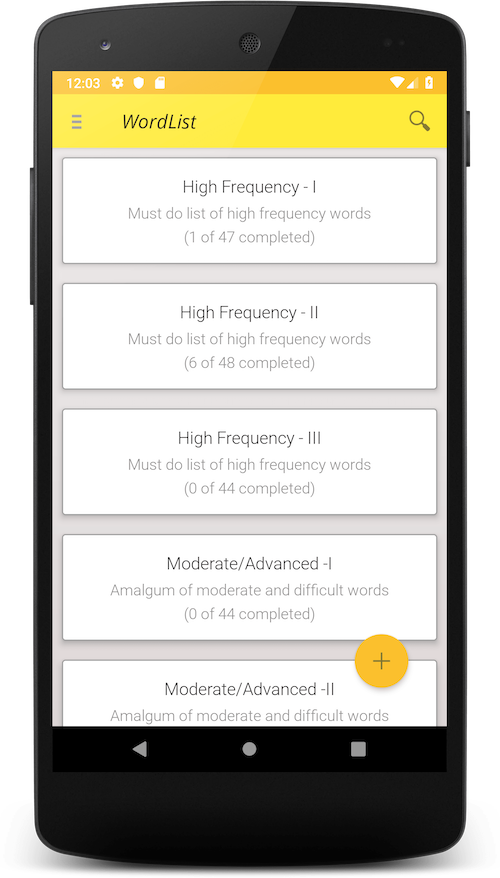 12:03
WordList
High Frequency - I
Must do list of high frequency words
(1 of 47 completed)
High Frequency - II
Must do list of high frequency words
(6 of 48 completed)
High Frequency - III
Must do list of high frequency words
(0 of 44 completed)
Moderate/Advanced -I
Amalgum of moderate and difficult words
(0 of 44 completed)
Moderate/Advanced -II
Amalgum of moderate and difficult words